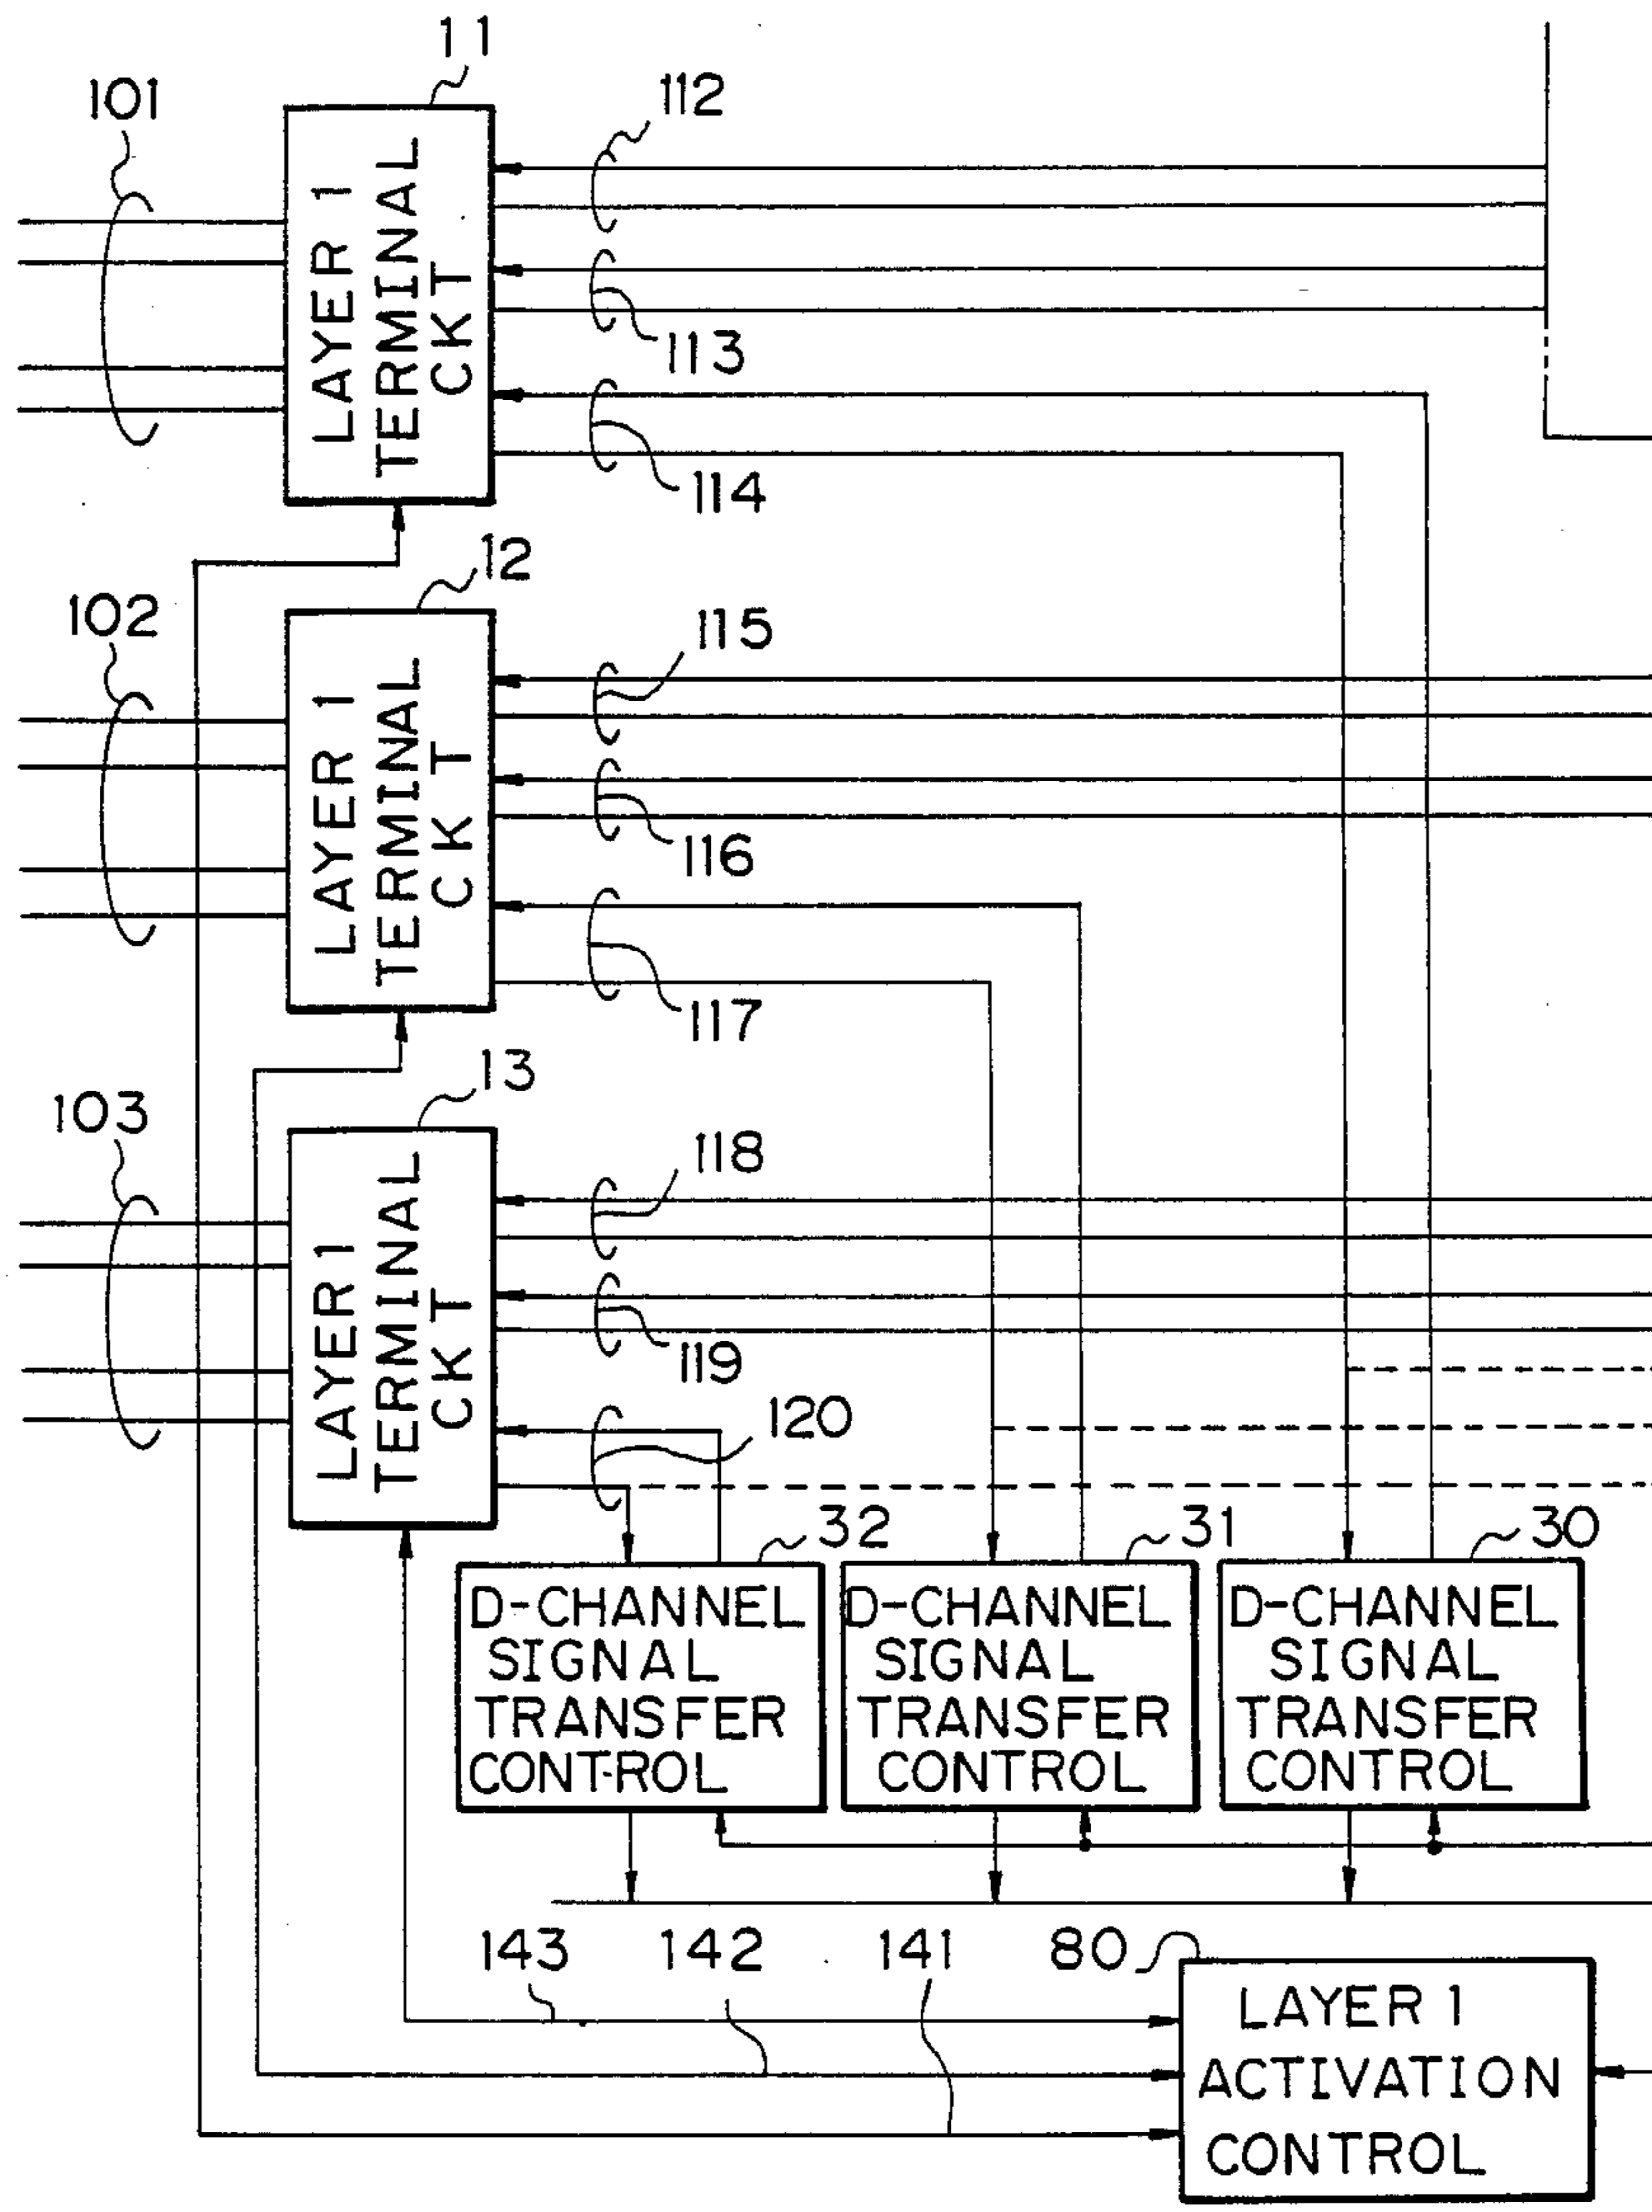 11
101
112
LAYER 1
TERMINAL
CKT
113
114
12
102
115
LAYER 1
TERMINAL
CKT
116
117
13
103
118
LAYER 1
TERMINAL
CKT
119
120
32
31
30
D-CHANNEL
SIGNAL
TRANSFER
CONTROL
D-CHANNEL
SIGNAL
TRANSFER
CONTROL
D-CHANNEL
SIGNAL
TRANSFER
CONTROL
143
142
141
80
LAYER 1
ACTIVATION
CONTROL